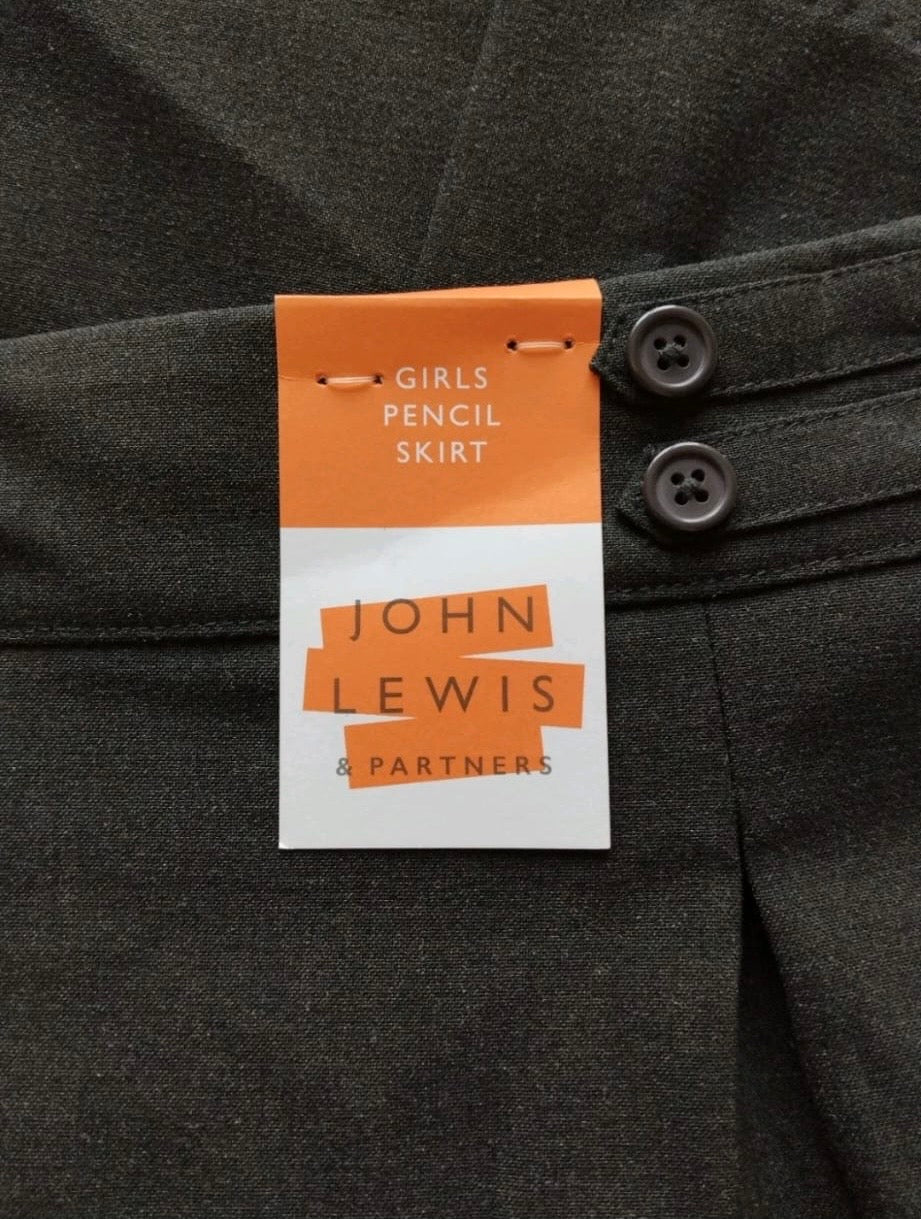 GIRLS
PENCIL
SKIRT
JOHN
LEWIS
& PARTNERS